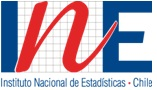 INE
Instituto Nacional de Estadísticas • Chile